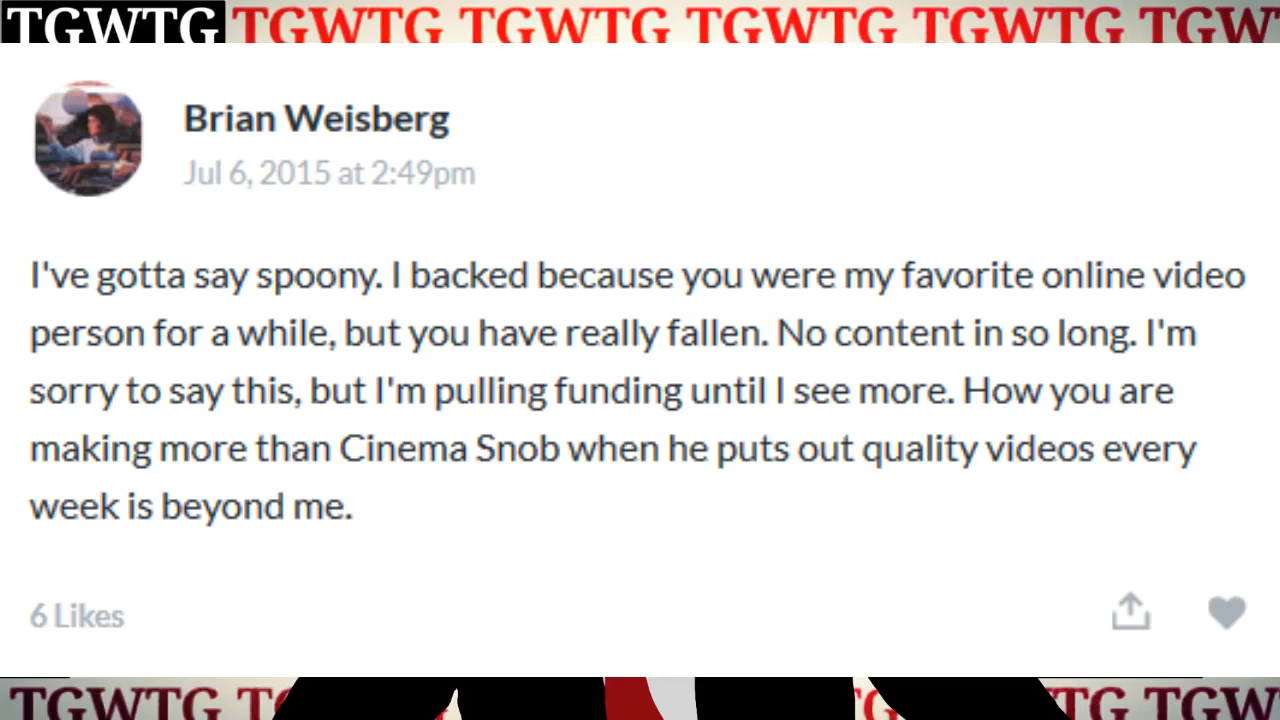 TGWTG TGWTG TGWTG TGWTG TGWTG TGW
Brian Weisberg
Jul 6, 2015 at 2:49pm
I've gotta say spoony. I backed because you were my favorite online video
person for a while, but you have really fallen. No content in so long. I'm
sorry to say this, but I'm pulling funding until I see more. How you are
making more than Cinema Snob when he puts out quality videos every
week is beyond me.
6 Likes
TGWTG TG TG TGW